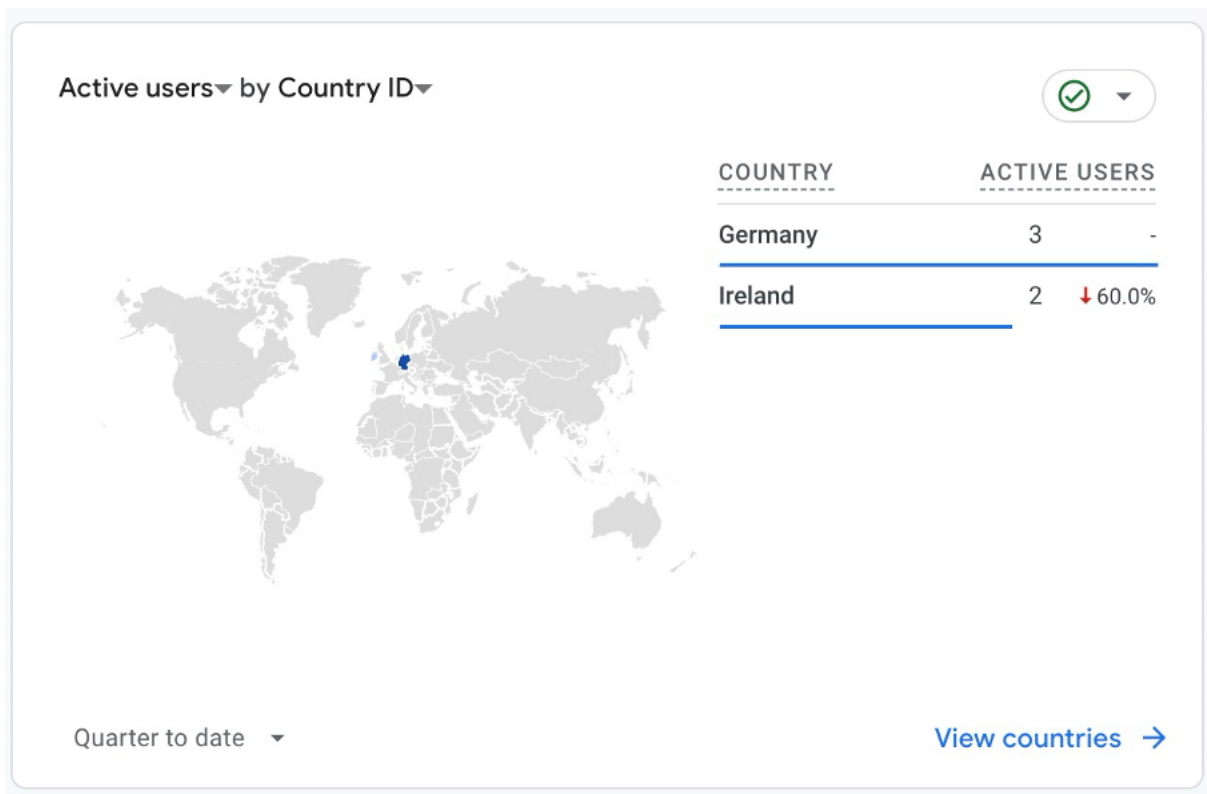 Active users by Country ID
COUNTRY ACTIVE USERS
Germany 3 -
Ireland 2 ↓ 60.0%
Quarter to date
View countries →